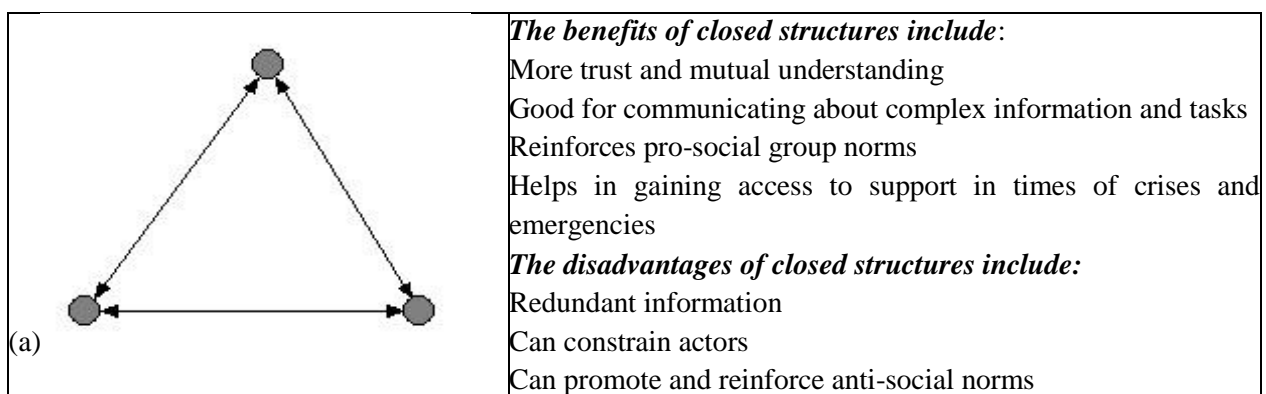 The benefits of closed structures include:
More trust and mutual understanding
Good for communicating about complex information and tasks
Reinforces pro-social group norms
Helps in gaining access to support in times of crises and
emergencies
The disadvantages of closed structures include:
Redundant information
Can constrain actors
(a)
Can promote and reinforce anti-social norms